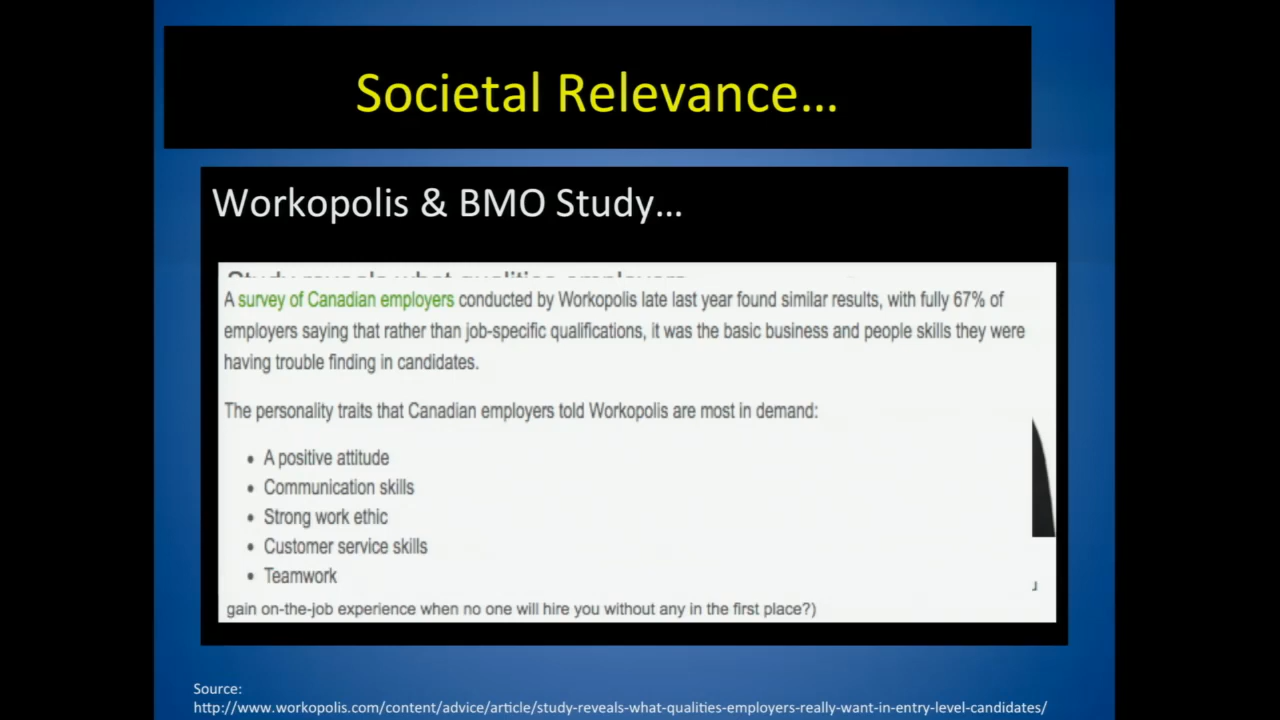 Societal Relevance...
Workopolis & BMO Study...
Study reveals what qualities employers
A survey of Canadian employers conducted by Workopolis late last year found similar results, with fully 67% of
employers saying that rather than job-specific qualifications, it was the basic business and people skills they were
having trouble finding in candidates.
The personality traits that Canadian employers told Workopolis are most in demand:
• A positive attitude
• Communication skills
• Strong work ethic
• Customer service skills
• Teamwork
gain on-the-job experience when no one will hire you without any in the first place?)
Source:
http://www.workopolis.com/content/advice/article/study-reveals-what-qualities-employers-really-want-in-entry-level-candidates/